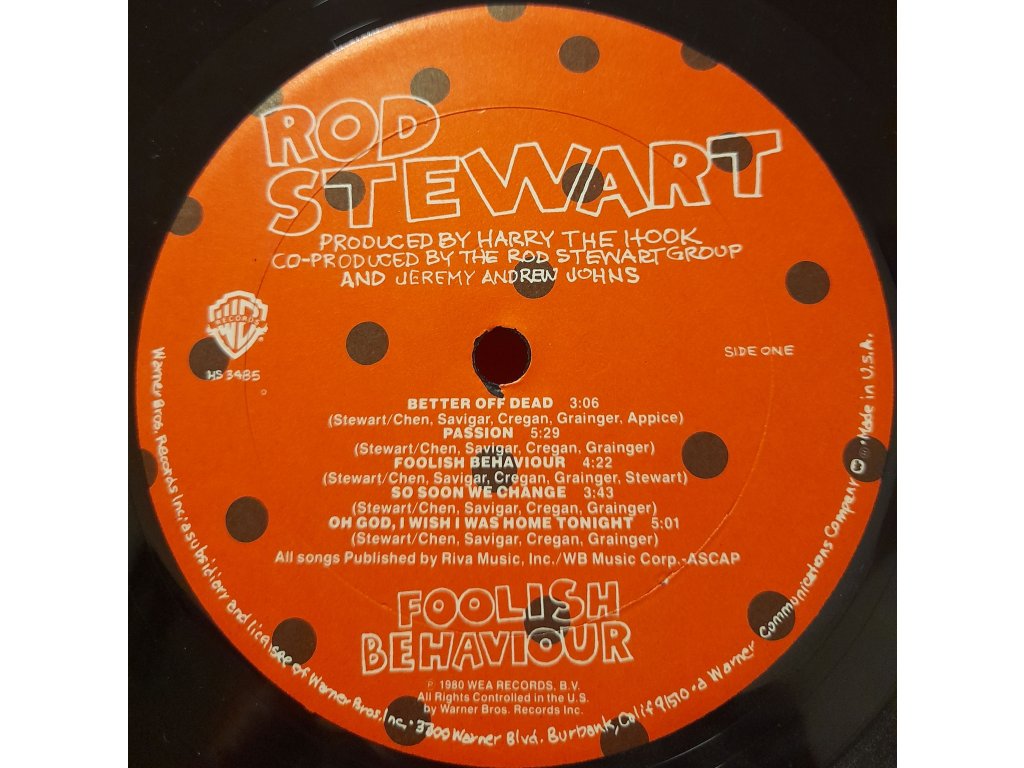 ROD
STEWART
PRODUCED BY HARRY THE HOOK
CO-PRODUCED BY THE ROD STEWART GROUP
AND JEREMY ANDREW JOHNS
WB
RECORDS
HS 3485
SIDE ONE
BETTER OFF DEAD 3:06
(Stewart/Chen, Savigar, Cregan, Grainger, Appice)
PASSION 5:29
(Stewart/Chen, Savigar, Cregan, Grainger)
FOOLISH BEHAVIOUR 4:22
(Stewart/Chen, Savigar, Cregan, Grainger, Stewart)
SO SOON WE CHANGE 3:43
(Stewart/Chen, Savigar, Cregan, Grainger)
OH GOD, I WISH I WAS HOME TONIGHT 5:01
(Stewart/Chen, Savigar, Cregan, Grainger)
All songs Published by Riva Music, Inc./WB Music Corp.-ASCAP
FOOLISH
BEHAVIOUR
℗ 1980 WEA RECORDS, B.V.
All Rights Controlled in the U.S.
by Warner Bros. Records Inc.
Warner Bros. Records Inc; a subsidiary and licensee of Warner Bros. Inc, · 3300 Warner Blvd. Burbank, Calif 91510 · a Warner Communications Company · Made in U.S.A.